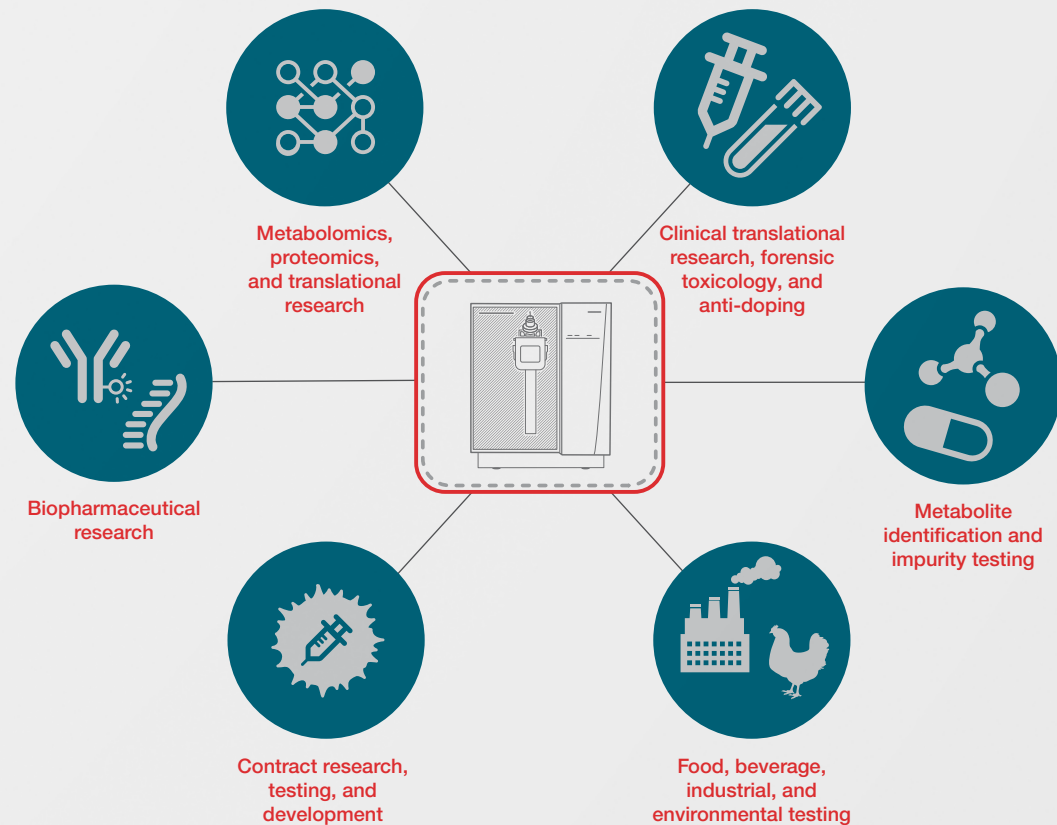 Metabolomics,
proteomics,
and translational
research
Clinical translational
research, forensic
toxicology, and
anti-doping
Biopharmaceutical
research
Metabolite
identification and
impurity testing
Contract research,
testing, and
development
Food, beverage,
industrial, and
environmental testing